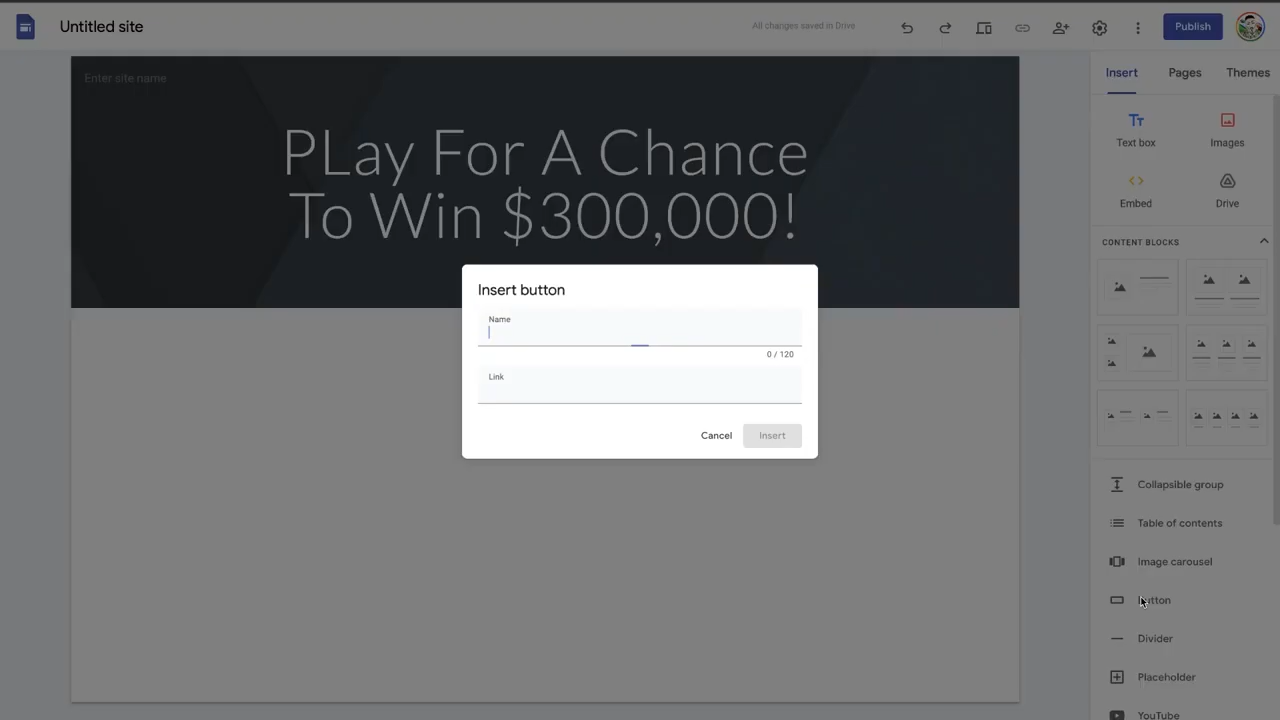 Untitled site
All changes saved in Drive
Publish
Enter site name
PLay For A Chance
To Win $300,000!
Insert button
Name
0 / 120
Link
Cancel
Insert
Insert
Pages
Themes
Text box
Images
Embed
Drive
CONTENT BLOCKS
Collapsible group
Table of contents
Image carousel
Button
Divider
Placeholder
YouTube